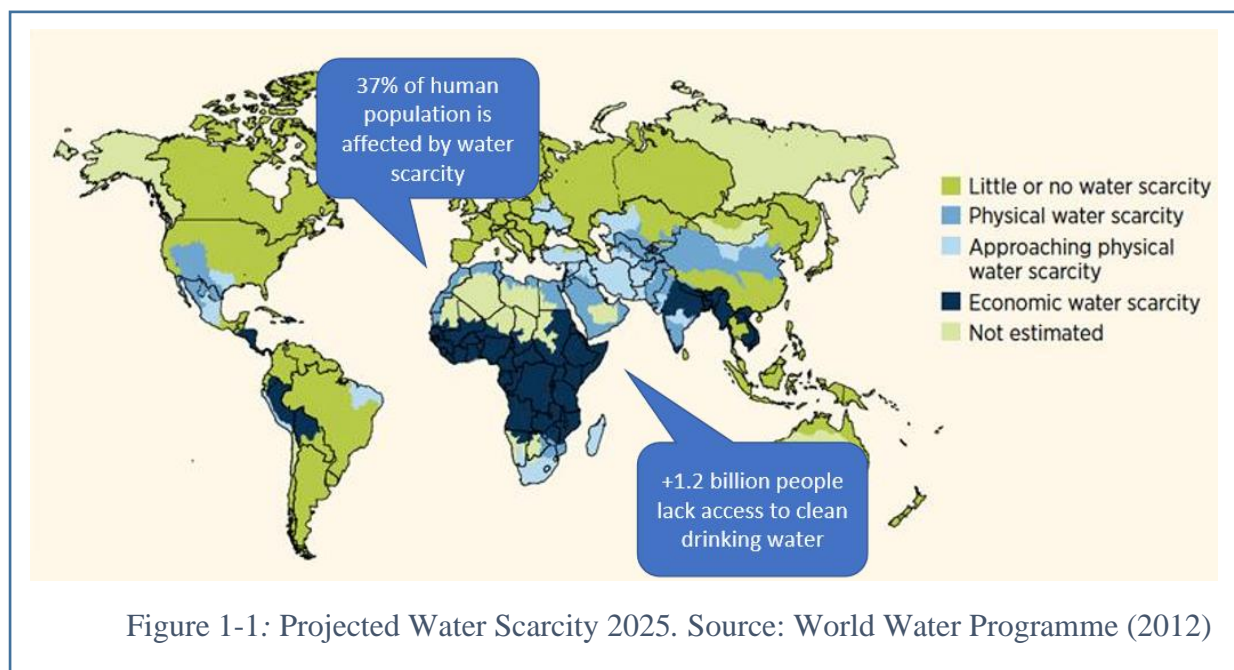 37% of human
population is
affected by water
scarcity
Little or no water scarcity
Physical water scarcity
Approaching physical
water scarcity
Economic water scarcity
Not estimated
+1.2 billion people
lack access to clean
drinking water
Figure 1-1: Projected Water Scarcity 2025. Source: World Water Programme (2012)